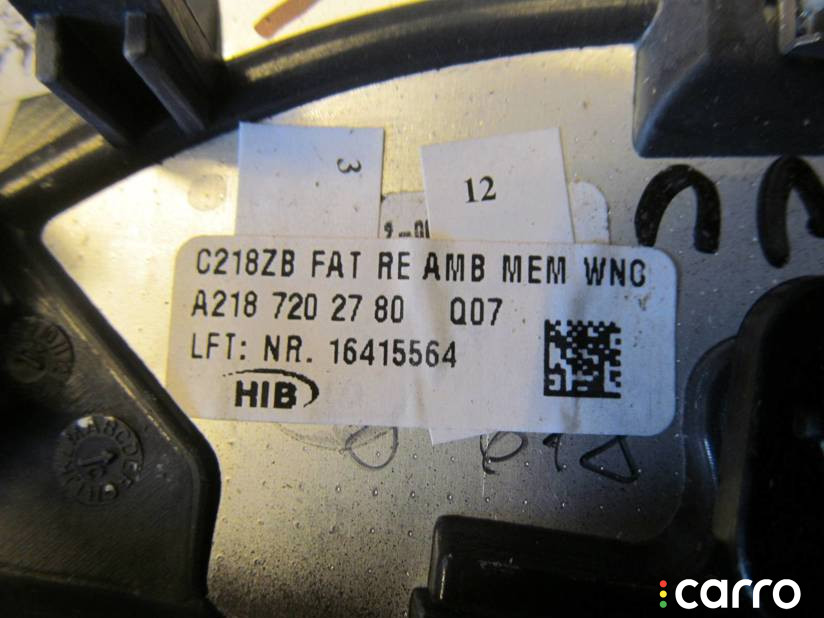 3
12
C218ZB FAT RE AMB MEM WNC
A218 720 27 80 Q07
LFT: NR. 16415564
HIB
carro